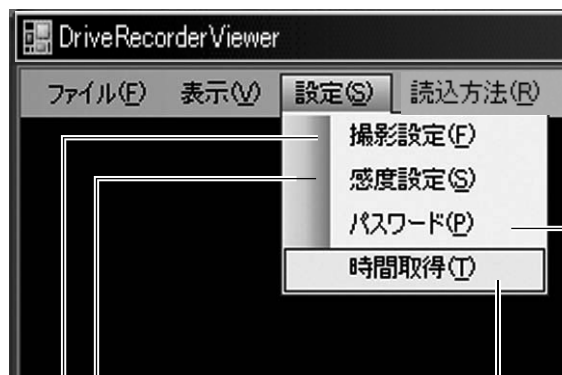 DriveRecorderViewer
ファイル(F) 表示(V) 設定(S) 読込方法(R)
撮影設定(F)
感度設定(S)
パスワード(P)
時間取得(T)